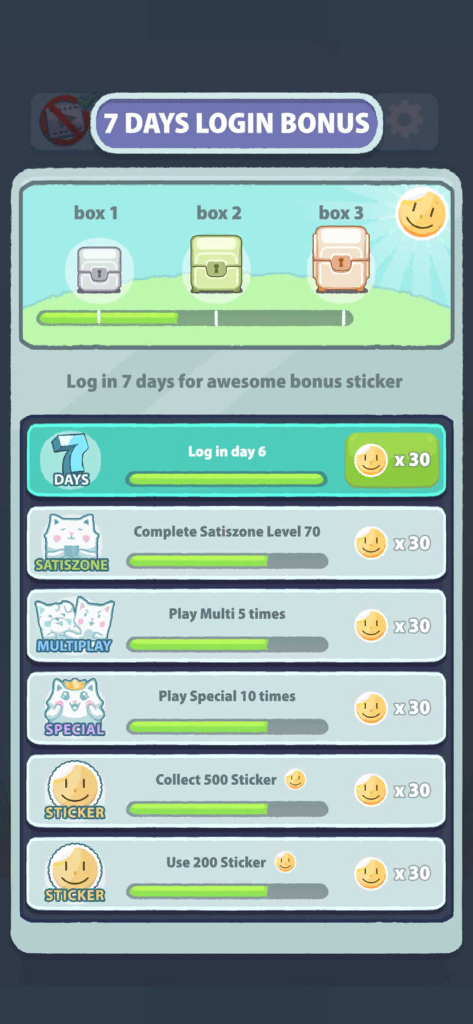 7 DAYS LOGIN BONUS
box 1
box 2
box 3
Log in 7 days for awesome bonus sticker
7
DAYS
Log in day 6
x 30
SATISZONE
Complete Satiszone Level 70
x 30
MULTIPLAY
Play Multi 5 times
x 30
SPECIAL
Play Special 10 times
x 30
STICKER
Collect 500 Sticker
x 30
STICKER
Use 200 Sticker
x 30